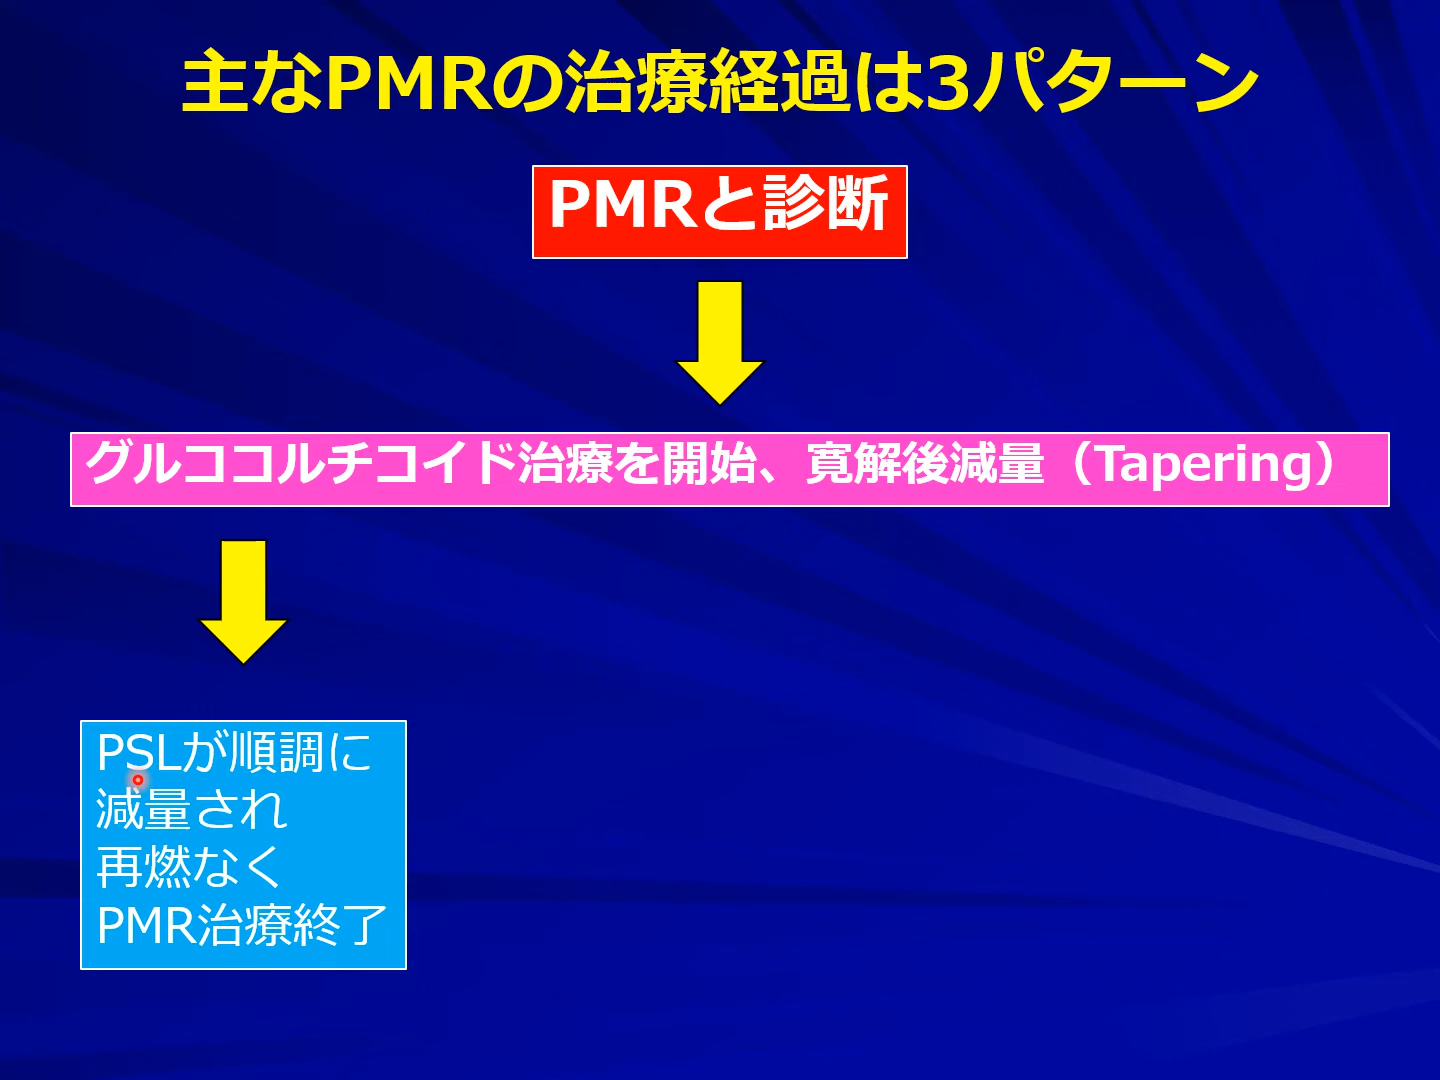 主なPMRの治療経過は3パターン
PMRと診断
グルココルチコイド治療を開始、寛解後減量（Tapering）
PSLが順調に
減量され
再燃なく
PMR治療終了